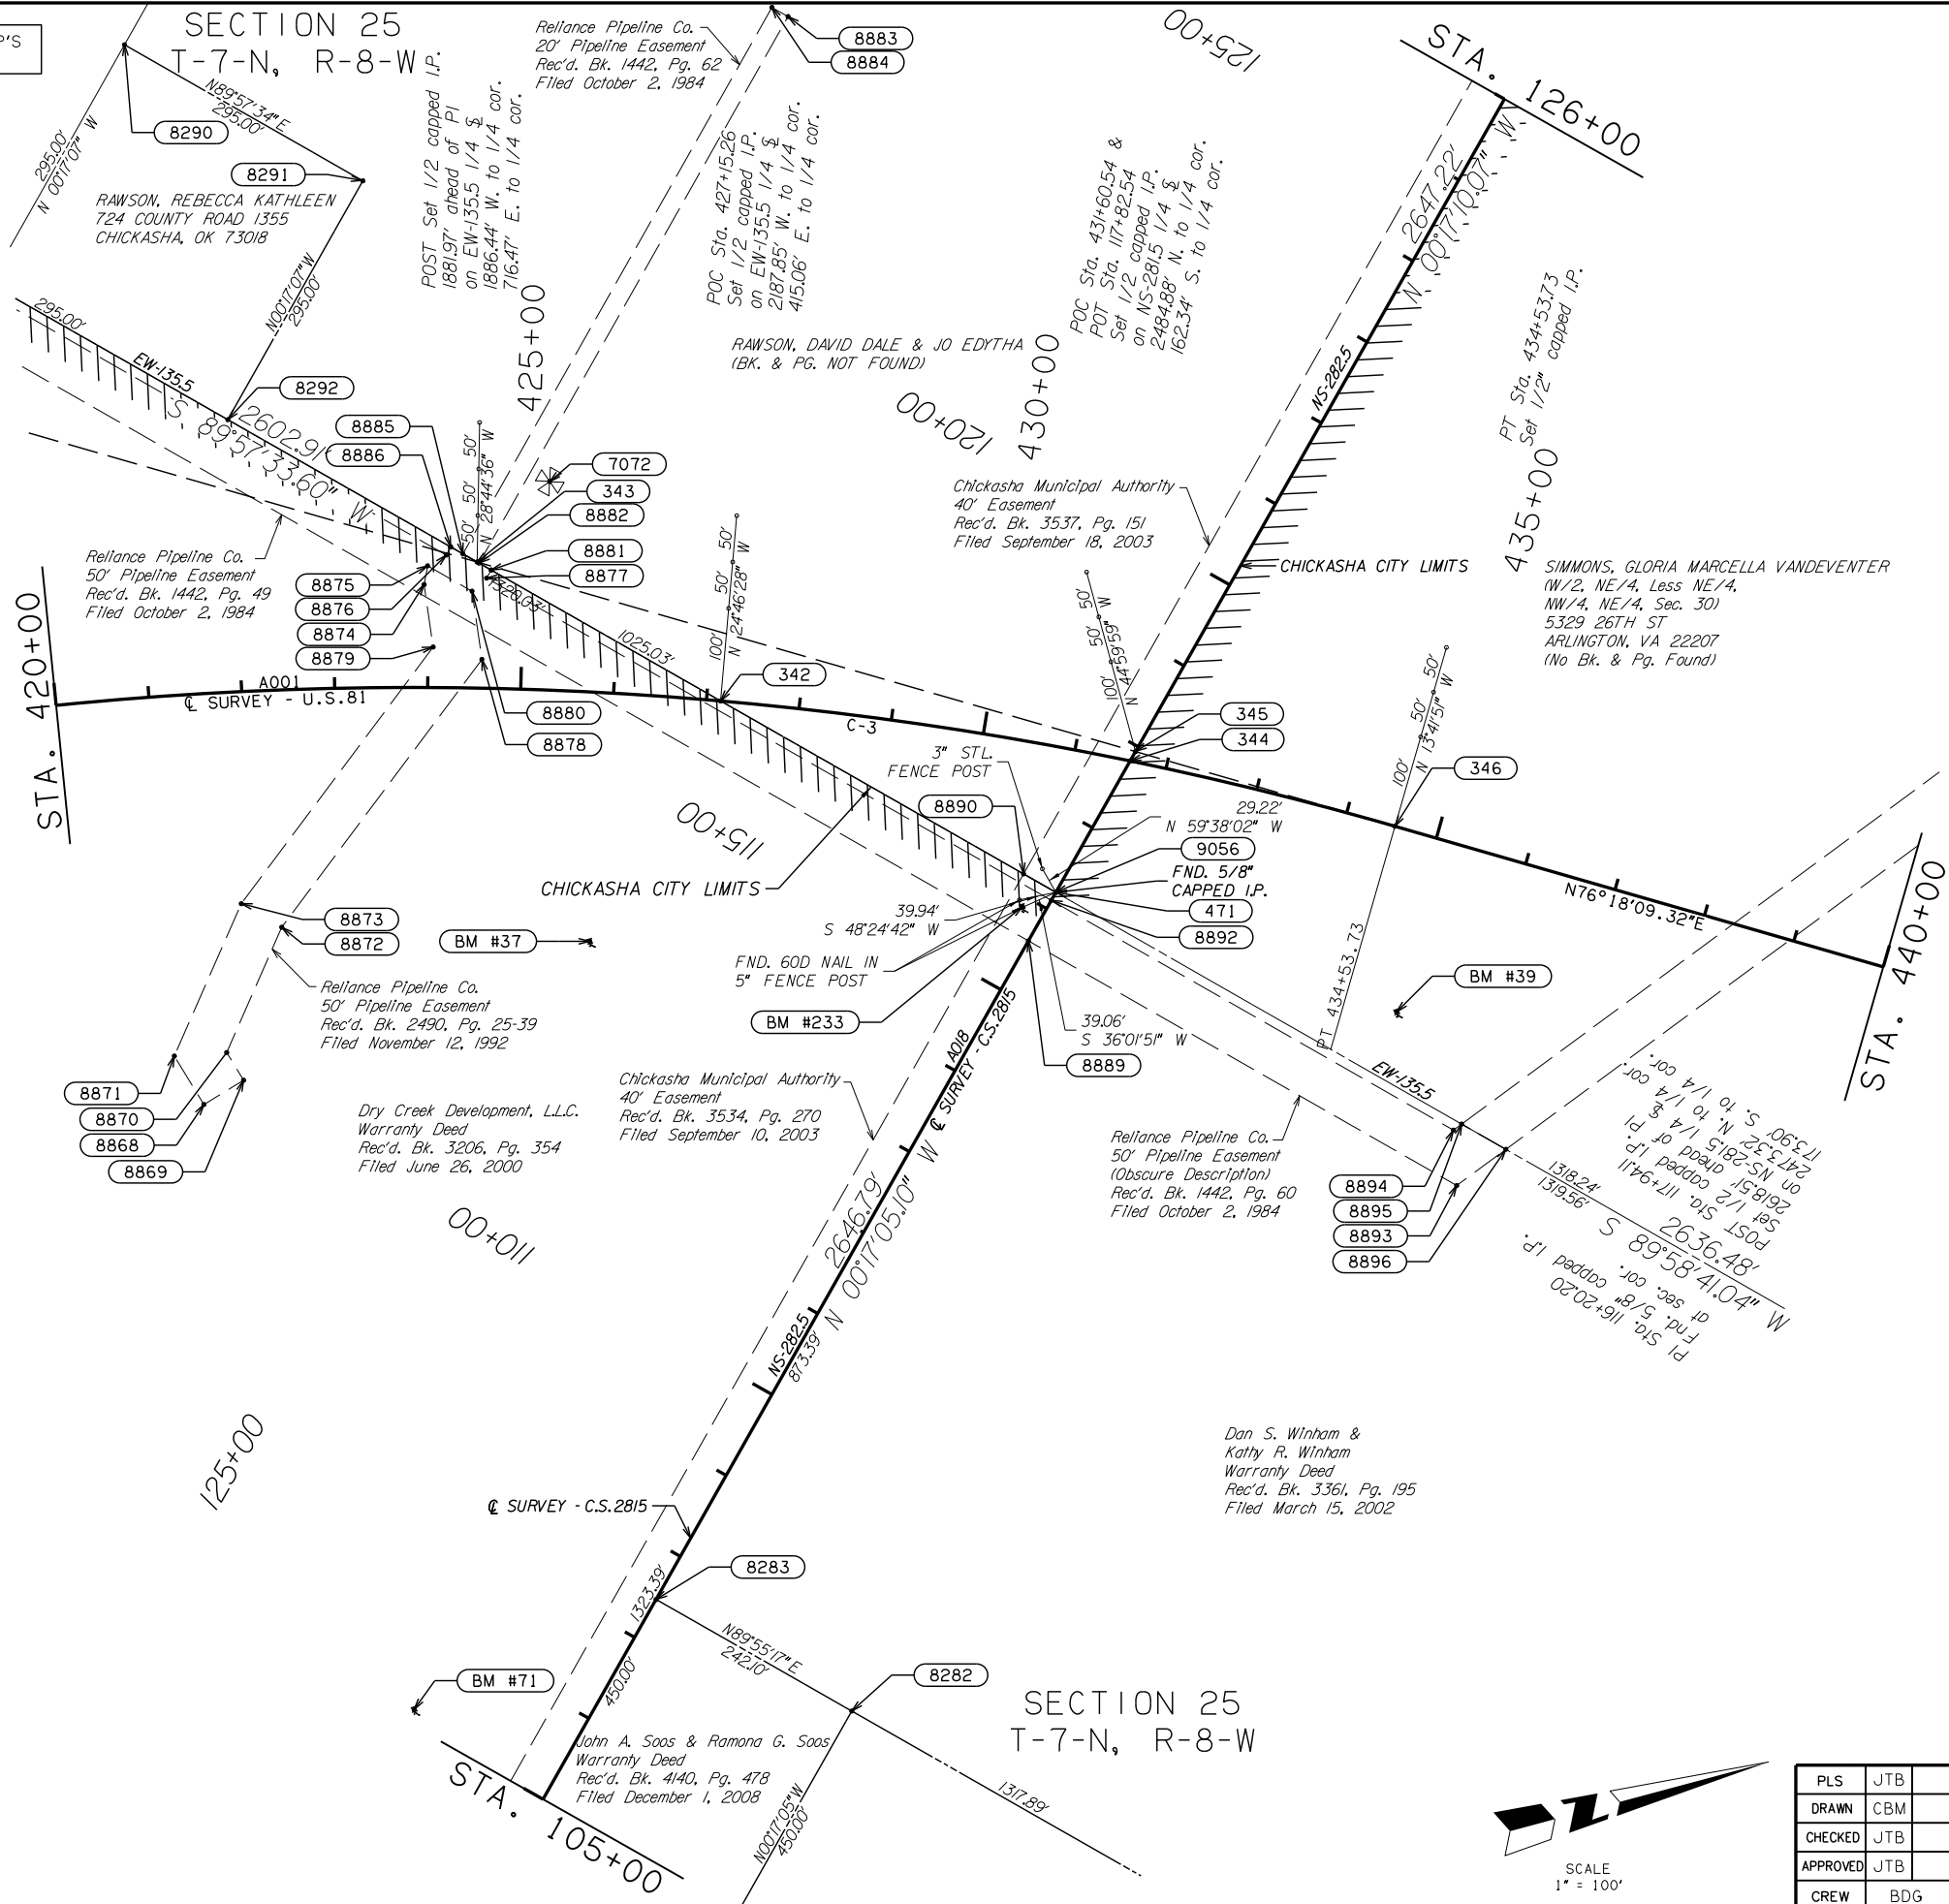 P'S
SECTION 25
T-7-N, R-8-W
Reliance Pipeline Co.
20' Pipeline Easement
Rec'd. Bk. 1442, Pg. 62
Filed October 2, 1984
8883
8884
125+00
STA. 126+00
N89°57'34"E
295.00'
8290
295.00'
N 00°17'07" W
8291
RAWSON, REBECCA KATHLEEN
724 COUNTY ROAD 1355
CHICKASHA, OK 73018
N00°17'07"W
295.00'
POST Set 1/2 capped I.P.
1881.97' ahead of PI
on EW-135.5 1/4 
1886.44' W. to 1/4 cor.
716.47' E. to 1/4 cor.
POC Sta. 427+15.26
Set 1/2 capped I.P.
on EW-135.5 1/4 
2187.85' W. to 1/4 cor.
415.06' E. to 1/4 cor.
POC Sta. 431+60.54 &
POT Sta. 117+82.54
Set 1/2 capped I.P.
on NS-281.5 1/4 
2484.88' N. to 1/4 cor.
162.34' S. to 1/4 cor.
2647.22'
N 00°17'10.07" W
NS-282.5
PT Sta. 434+53.73
Set 1/2" capped I.P.
RAWSON, DAVID DALE & JO EDYTHA
(BK. & PG. NOT FOUND)
425+00
120+00
430+00
435+00
295.00'
EW-135.5
8292
2602.91'
S 89°57'33.60" W
8885
8886
50' 50' 50'
N 28°44'36" W
7072
343
8882
8881
8877
Chickasha Municipal Authority
40' Easement
Rec'd. Bk. 3537, Pg. 151
Filed September 18, 2003
CHICKASHA CITY LIMITS
SIMMONS, GLORIA MARCELLA VANDEVENTER
(W/2, NE/4, Less NE/4,
NW/4, NE/4, Sec. 30)
5329 26TH ST
ARLINGTON, VA 22207
(No Bk. & Pg. Found)
Reliance Pipeline Co.
50' Pipeline Easement
Rec'd. Bk. 1442, Pg. 49
Filed October 2, 1984
8875
8876
8874
8879
1320.03'
1025.03'
100' 50' 50'
N 24°46'28" W
342
100' 50' 50'
N 44°59'59" W
100' 50' 50'
N 13°41'51" W
STA. 420+00
A001
℄ SURVEY - U.S.81
8880
8878
C-3
345
344
346
3" STL.
FENCE POST
8890
29.22'
N 59°38'02" W
9056
FND. 5/8"
CAPPED I.P.
471
8892
115+00
CHICKASHA CITY LIMITS
39.94'
S 48°24'42" W
FND. 60D NAIL IN
5" FENCE POST
BM #233
39.06'
S 36°01'51" W
8889
N76°18'09.32"E
PT 434+53.73
BM #39
STA. 440+00
8873
8872
BM #37
Reliance Pipeline Co.
50' Pipeline Easement
Rec'd. Bk. 2490, Pg. 25-39
Filed November 12, 1992
8871
8870
8868
8869
Dry Creek Development, L.L.C.
Warranty Deed
Rec'd. Bk. 3206, Pg. 354
Filed June 26, 2000
Chickasha Municipal Authority
40' Easement
Rec'd. Bk. 3534, Pg. 270
Filed September 10, 2003
A018
℄ SURVEY - C.S.2815
Reliance Pipeline Co.
50' Pipeline Easement
(Obscure Description)
Rec'd. Bk. 1442, Pg. 60
Filed October 2, 1984
EW-135.5
8894
8895
8893
8896
1318.24'
1319.56'
2636.48'
S 89°58'41.04" W
POST Sta. 117+94.11
Set 1/2 capped I.P.
2618.51' ahead of PI
on NS-281.5 1/4 
2473.32' N. to 1/4 cor.
173.90' S. to 1/4 cor.
PI Sta. 116+20.20
Fnd. 5/8" capped I.P.
at sec. cor.
110+00
2646.79'
N 00°17'05.10" W
NS-282.5
873.39'
125+00
Dan S. Winham &
Kathy R. Winham
Warranty Deed
Rec'd. Bk. 3361, Pg. 195
Filed March 15, 2002
℄ SURVEY - C.S.2815
8283
1323.39'
450.00'
N89°55'17"E
242.10'
8282
BM #71
SECTION 25
T-7-N, R-8-W
John A. Soos & Ramona G. Soos
Warranty Deed
Rec'd. Bk. 4140, Pg. 478
Filed December 1, 2008
STA. 105+00
N00°17'05"W
450.00'
1317.89'
SCALE
1" = 100'
PLS JTB
DRAWN CBM
CHECKED JTB
APPROVED JTB
CREW BDG